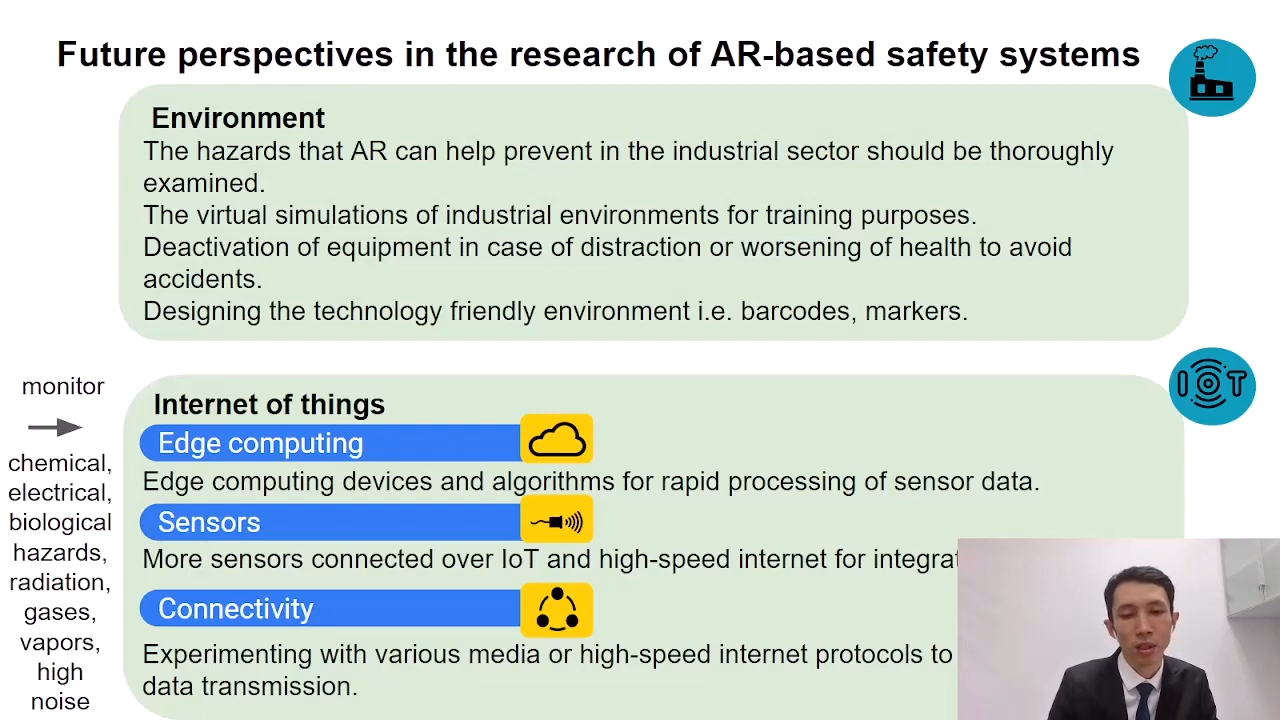 Future perspectives in the research of AR-based safety systems
Environment
The hazards that AR can help prevent in the industrial sector should be thoroughly
examined.
The virtual simulations of industrial environments for training purposes.
Deactivation of equipment in case of distraction or worsening of health to avoid
accidents.
Designing the technology friendly environment i.e. barcodes, markers.
IOT
monitor
chemical,
electrical,
biological
hazards,
radiation,
gases,
vapors,
high
noise
Internet of things
Edge computing
Edge computing devices and algorithms for rapid processing of sensor data.
Sensors
More sensors connected over IoT and high-speed internet for
Connectivity
Experimenting with various media or high-speed internet protocols to
data transmission.